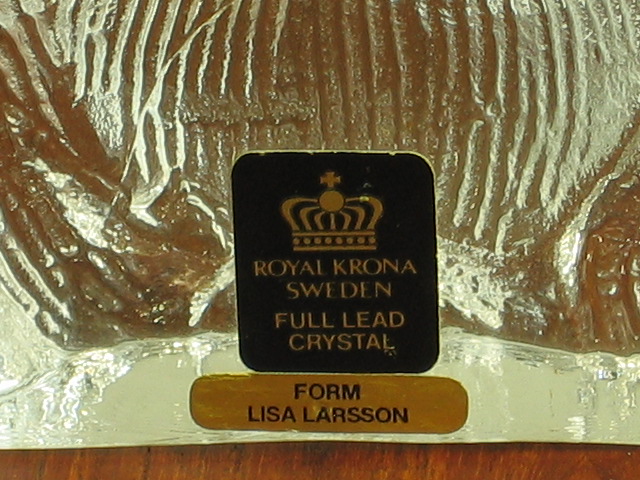 ROYAL KRONA
SWEDEN
FULL LEAD
CRYSTAL
FORM
LISA LARSSON